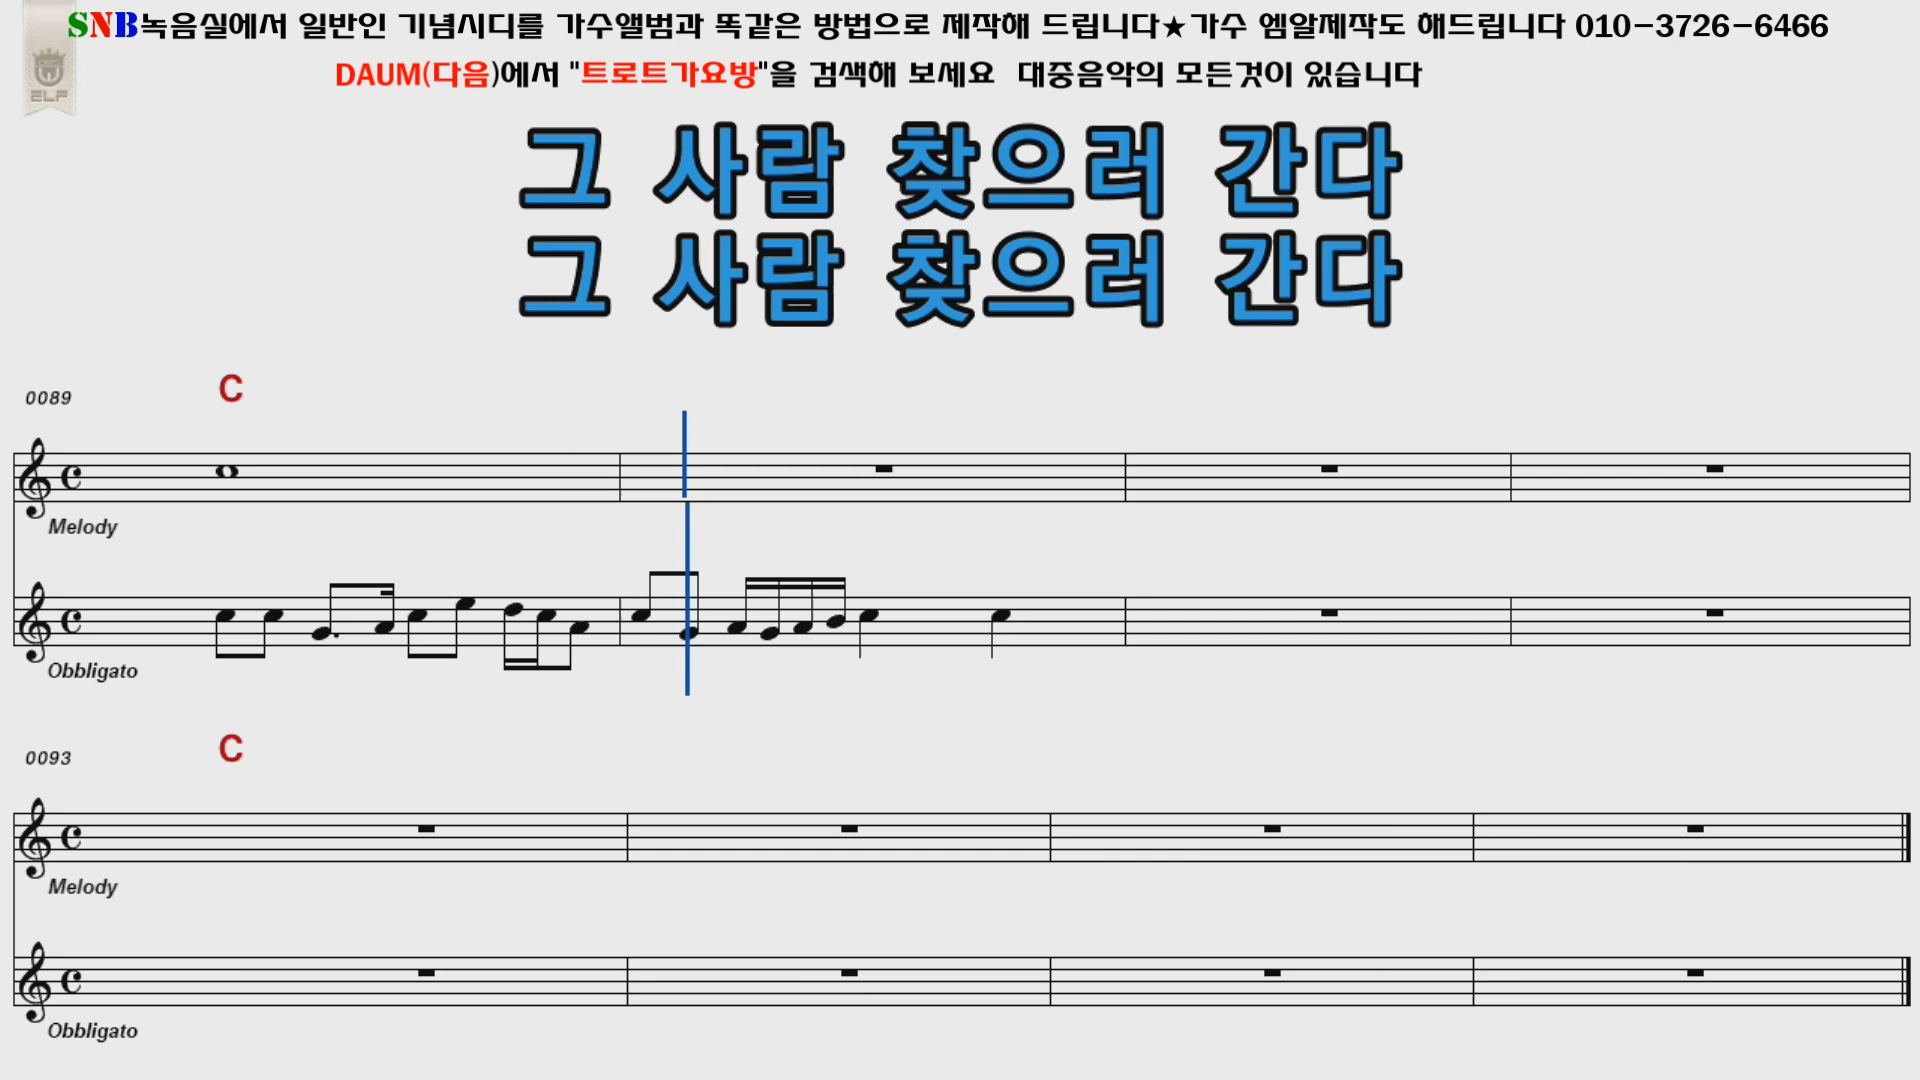 SNB녹음실에서 일반인 기념시디를 가수앨범과 똑같은 방법으로 제작해 드립니다★가수 엠알제작도 해드립니다 010-3726-6466
ELF
DAUM(다음)에서 "트로트가요방"을 검색해 보세요 대중음악의 모든것이 있습니다
그 사람 찾으러 간다
그 사람 찾으러 간다
0089 C
Melody
Obbligato
0093 C
Melody
Obbligato